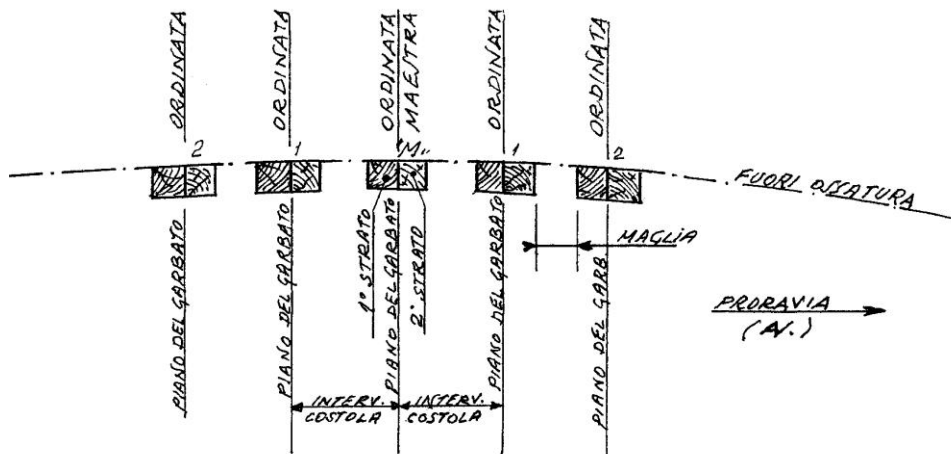 ORDINATA
ORDINATA
ORDINATA
MAESTRA
ORDINATA
ORDINATA
2
1
"M"
1
2
FUORI OSSATURA
PIANO DEL GARBATO
PIANO DEL GARBATO
1° STRATO
PIANO DEL GARBATO
2° STRATO
PIANO DEL GARBATO
PIANO DEL GARB
MAGLIA
PRORAVIA
(AV.)
INTERV.
COSTOLA
INTERV.
COSTOLA